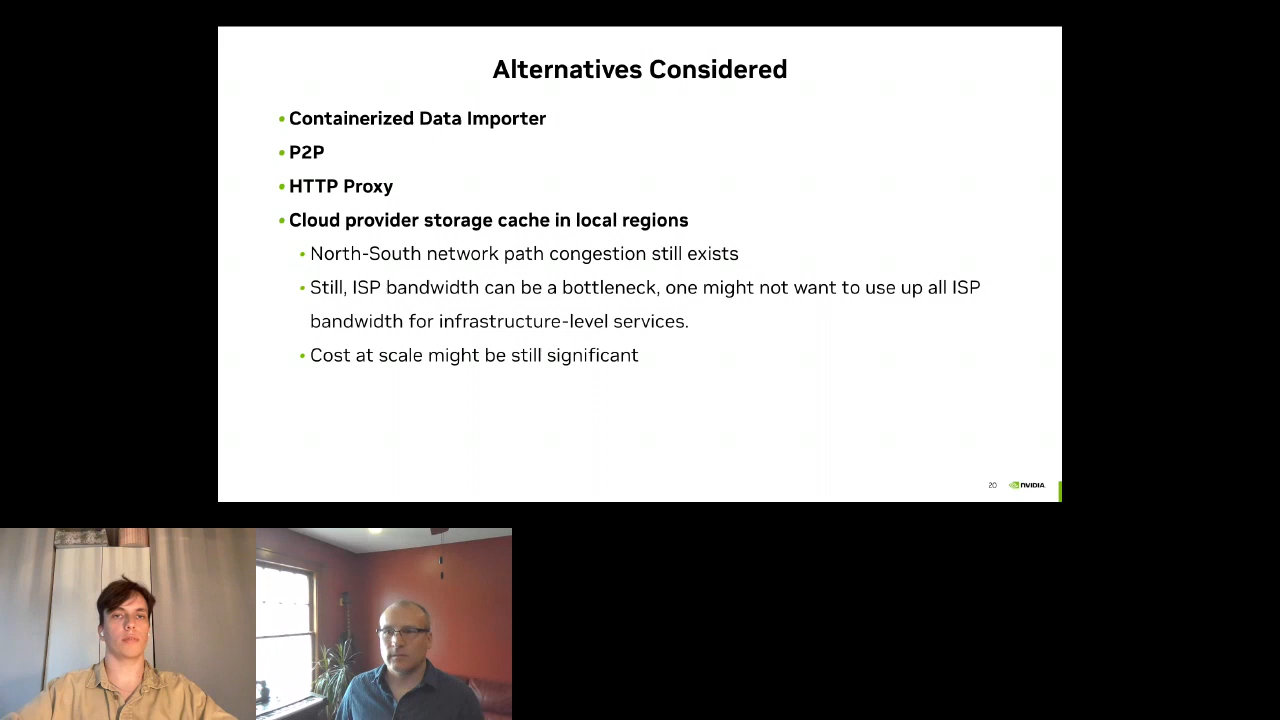 Alternatives Considered
• Containerized Data Importer
• P2P
• HTTP Proxy
• Cloud provider storage cache in local regions
• North-South network path congestion still exists
• Still, ISP bandwidth can be a bottleneck, one might not want to use up all ISP
bandwidth for infrastructure-level services.
• Cost at scale might be still significant
20 NVIDIA